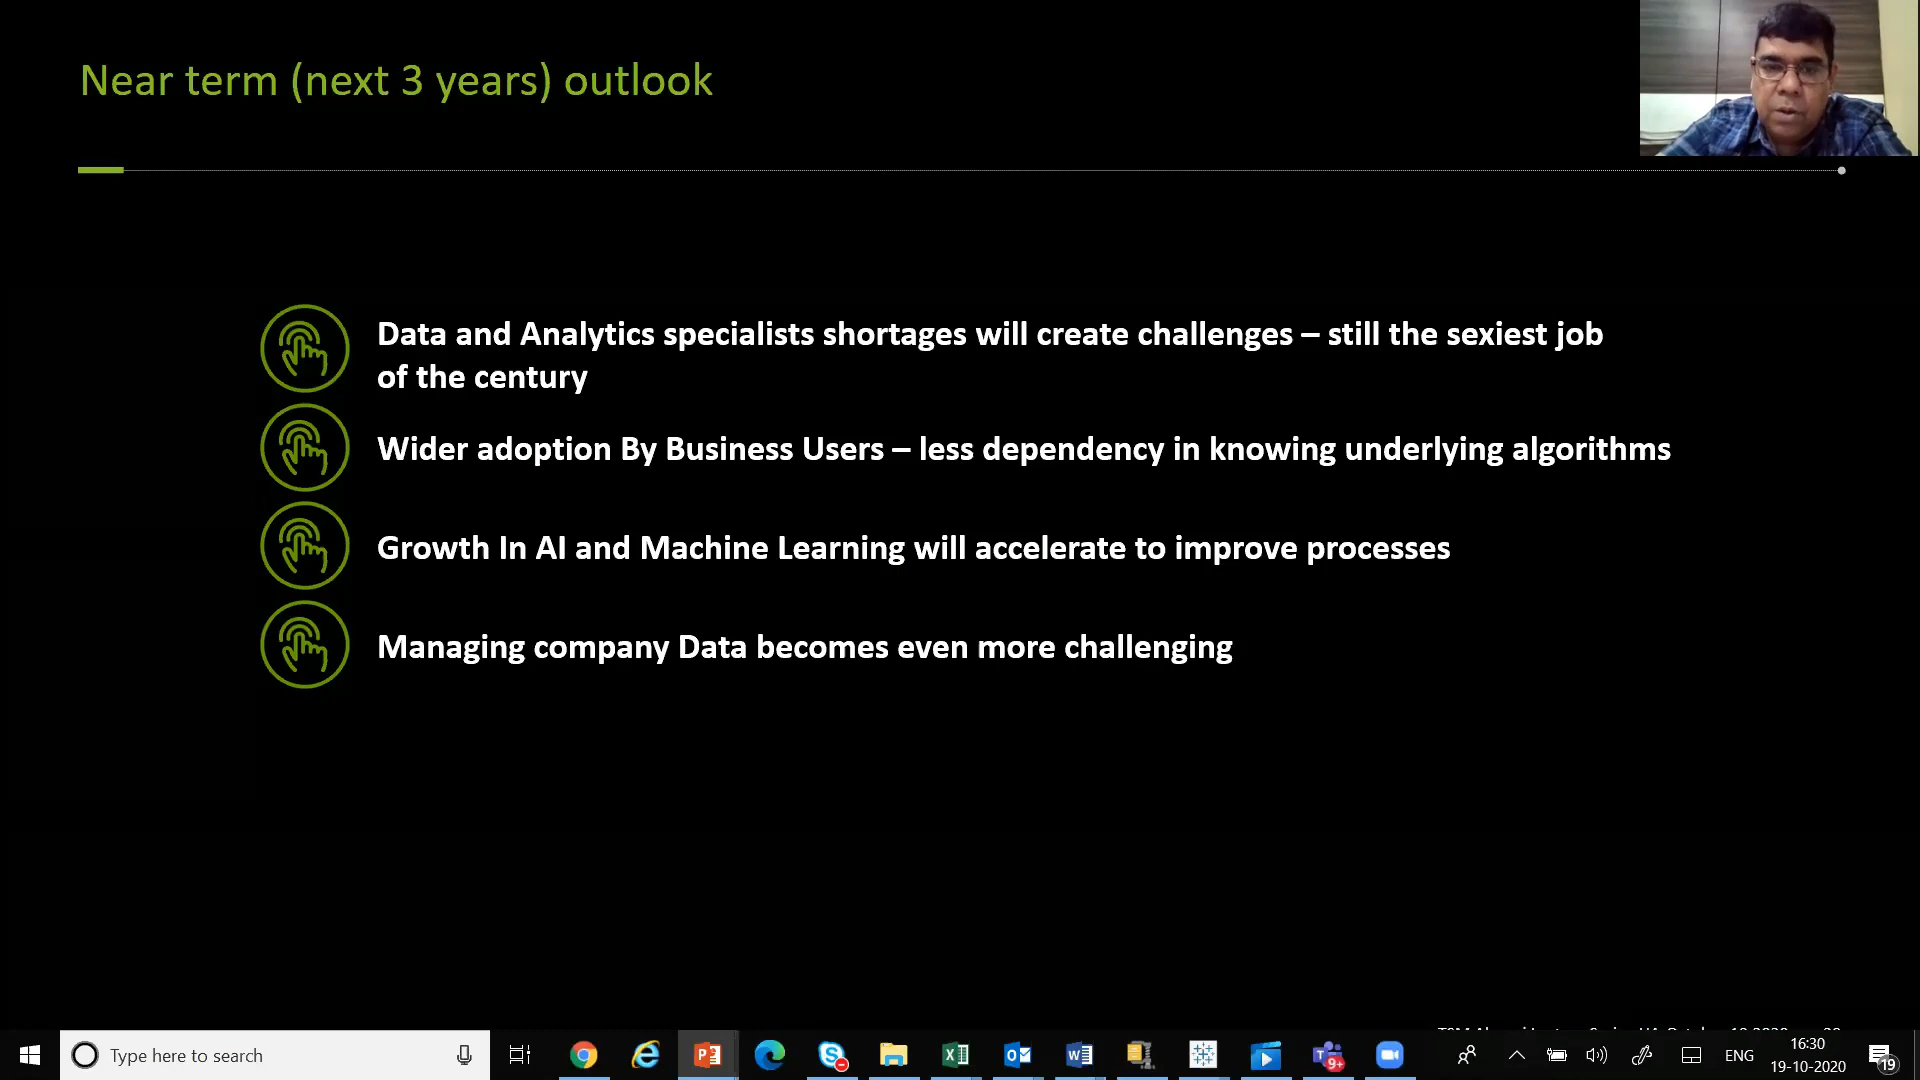 Near term (next 3 years) outlook
Data and Analytics specialists shortages will create challenges – still the sexiest job
of the century
Wider adoption By Business Users – less dependency in knowing underlying algorithms
Growth In AI and Machine Learning will accelerate to improve processes
Managing company Data becomes even more challenging
Type here to search
9+
ENG
16:30
19-10-2020
19